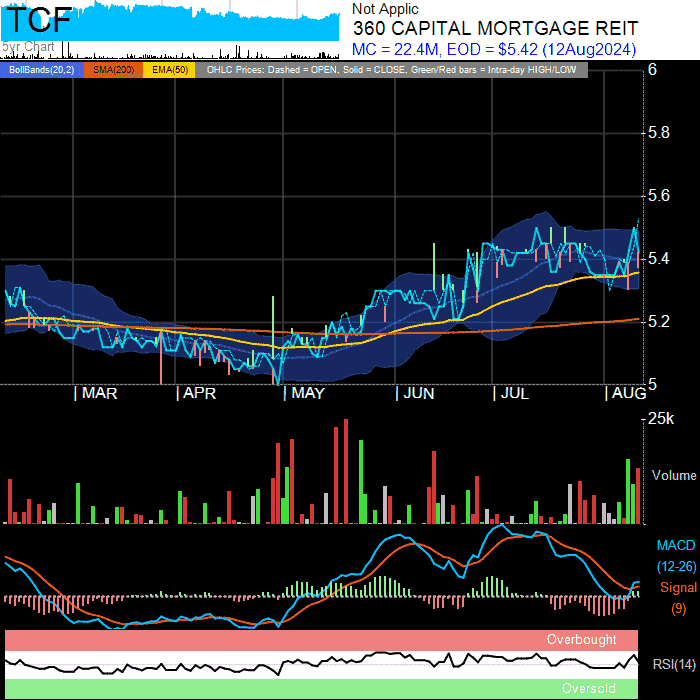 TCF
5yr Chart
Not Applic
360 CAPITAL MORTGAGE REIT
MC = 22.4M, EOD = $5.42 (12Aug2024)
BollBands(20,2) SMA(200) EMA(50) OHLC Prices: Dashed = OPEN, Solid = CLOSE, Green/Red bars = Intra-day HIGH/LOW
6
5.8
5.6
5.4
5.2
5
MAR APR MAY JUN JUL AUG
25k
Volume
MACD
(12-26)
Signal
(9)
Overbought
RSI(14)
Oversold